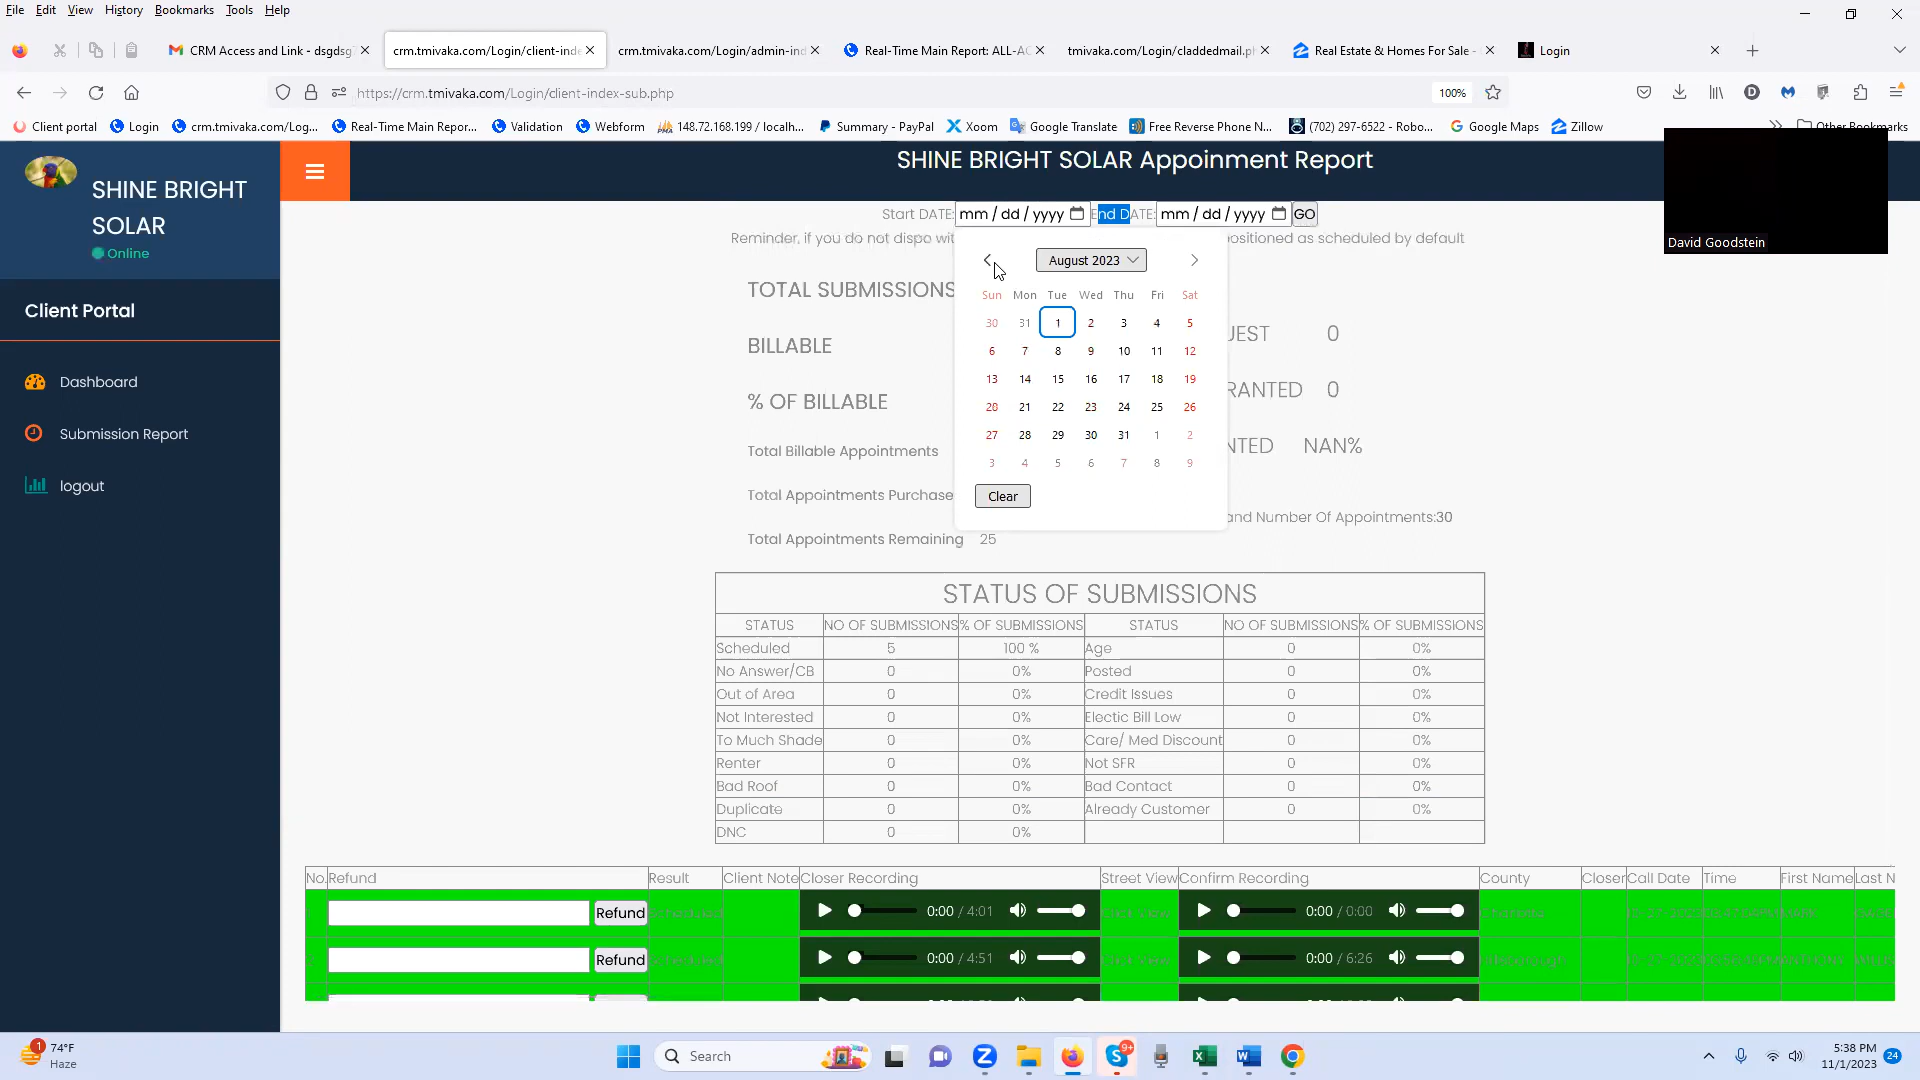 File Edit View History Bookmarks Tools Help
CRM Access and Link - dsgdsg
crm.tmivaka.com/Login/client-inde
crm.tmivaka.com/Login/admin-ind
Real-Time Main Report: ALL-AC
tmivaka.com/Login/claddedmail.p
Real Estate & Homes For Sale -
Login
https://crm.tmivaka.com/Login/client-index-sub.php
100%
Client portal
Login
crm.tmivaka.com/Log...
Real-Time Main Repor...
Validation
Webform
148.72.168.199 / localh...
Summary - PayPal
Xoom
Google Translate
Free Reverse Phone N...
(702) 297-6522 - Robo...
Google Maps
Zillow
Other Bookmarks
SHINE BRIGHT SOLAR
Online
Client Portal
Dashboard
Submission Report
logout
SHINE BRIGHT SOLAR Appoinment Report
David Goodstein
Start DATE: mm / dd / yyyy End DATE: mm / dd / yyyy GO
Reminder, if you do not dispo wi ositioned as scheduled by default
August 2023
Sun Mon Tue Wed Thu Fri Sat
30 31 1 2 3 4 5
6 7 8 9 10 11 12
13 14 15 16 17 18 19
20 21 22 23 24 25 26
27 28 29 30 31 1 2
3 4 5 6 7 8 9
Clear
TOTAL SUBMISSIONS
BILLABLE
% OF BILLABLE
Total Billable Appointments
Total Appointments Purchase
Total Appointments Remaining 25
UEST 0
RANTED 0
NTED NAN%
and Number Of Appointments:30
STATUS OF SUBMISSIONS
STATUS NO OF SUBMISSIONS % OF SUBMISSIONS STATUS NO OF SUBMISSIONS % OF SUBMISSIONS
Scheduled 5 100 % Age 0 0%
No Answer/CB 0 0% Posted 0 0%
Out of Area 0 0% Credit Issues 0 0%
Not Interested 0 0% Electic Bill Low 0 0%
To Much Shade 0 0% Care/ Med Discount 0 0%
Renter 0 0% Not SFR 0 0%
Bad Roof 0 0% Bad Contact 0 0%
Duplicate 0 0% Already Customer 0 0%
DNC 0 0%
No. Refund Result Client Note Closer Recording Street View Confirm Recording County Closer Call Date Time First Name Last N
Refund 0:00 / 4:01 0:00 / 0:00
Refund 0:00 / 4:51 0:00 / 6:26
1
74°F
Haze
Search
9+
5:38 PM
11/1/2023
24